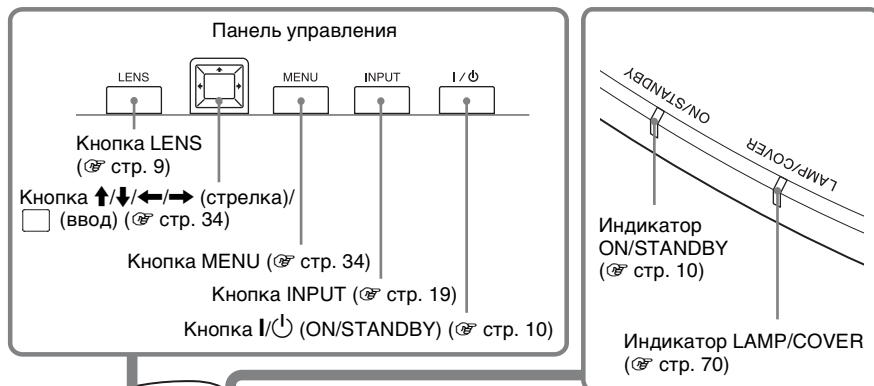 Панель управления
LENS
MENU
INPUT
I / ⏻
Кнопка LENS
(☞ стр. 9)
Кнопка ↑/↓/←/→ (стрелка)/
(ввод) (☞ стр. 34)
Кнопка MENU (☞ стр. 34)
Кнопка INPUT (☞ стр. 19)
Кнопка I/⏻ (ON/STANDBY) (☞ стр. 10)
ON/STANDBY
LAMP/COVER
Индикатор
ON/STANDBY
(☞ стр. 10)
Индикатор LAMP/COVER
(☞ стр. 70)